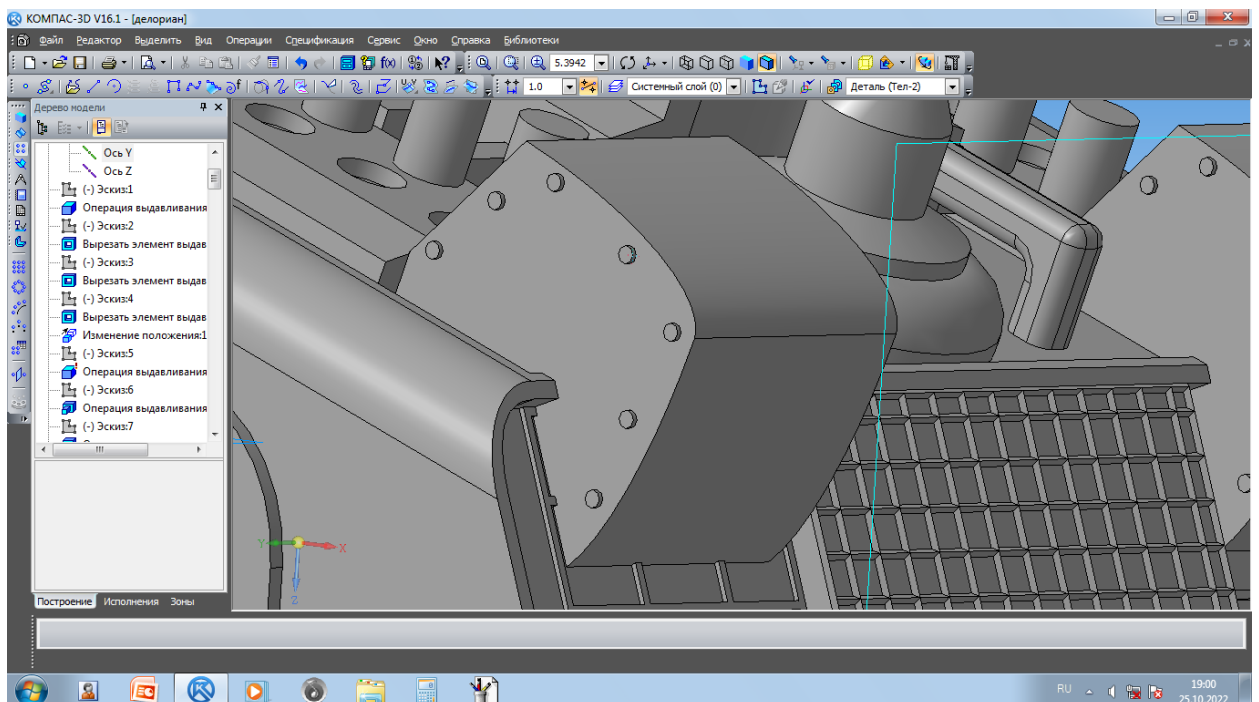 КОМПАС-3D V16.1 - [делориан]
Файл Редактор Выделить Вид Операции Спецификация Сервис Окно Справка Библиотеки
5.3942
1.0 Системный слой (0) Деталь (Тел-2)
Дерево модели
Ось Y
Ось Z
(-) Эскиз:1
Операция выдавливания
(-) Эскиз:2
Вырезать элемент выдав
(-) Эскиз:3
Вырезать элемент выдав
(-) Эскиз:4
Вырезать элемент выдав
Изменение положения:1
(-) Эскиз:5
Операция выдавливания
(-) Эскиз:6
Операция выдавливания
(-) Эскиз:7
Y X
Z
Построение Исполнения Зоны
RU 19:00
25.10.2022